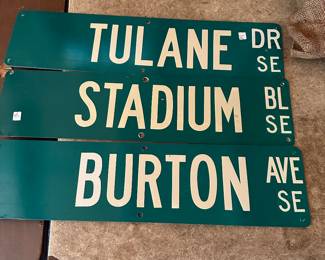 TULANE DR SE
STADIUM BL SE
BURTON AVE SE